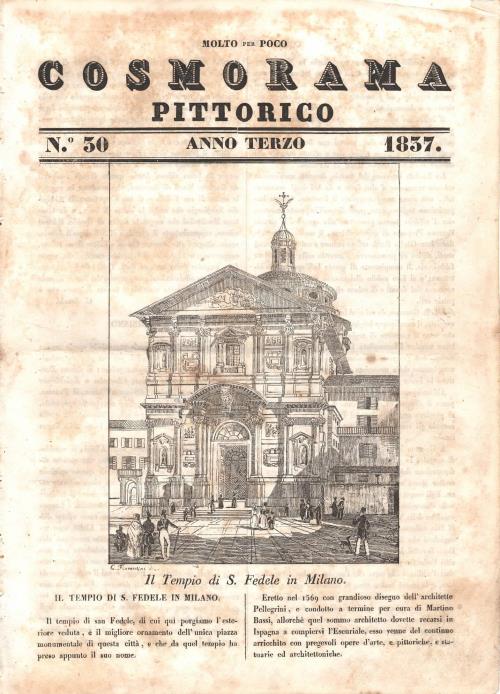 MOLTO PER POCO
COSMORAMA
PITTORICO
N.º 30
ANNO TERZO
1837.
Il Tempio di S. Fedele in Milano.
IL TEMPIO DI S. FEDELE IN MILANO.
Il tempio di san Fedele, di cui qui porgiamo l'este-
riore veduta, è il migliore ornamento dell'unica piazza
monumentale di questa città, e che da quel tempio ha
preso appunto il suo nome.
Eretto nel 1569 con grandioso disegno dell'architetto
Pellegrini, e condotto a termine per cura di Martino
Bassi, allorchè quel sommo architetto dovette recarsi in
Ispagna a compiervi l'Escuriale, esso venne del continuo
arricchito con pregevoli opere d'arte, e pittoriche, e sta-
tuarie ed architettoniche.